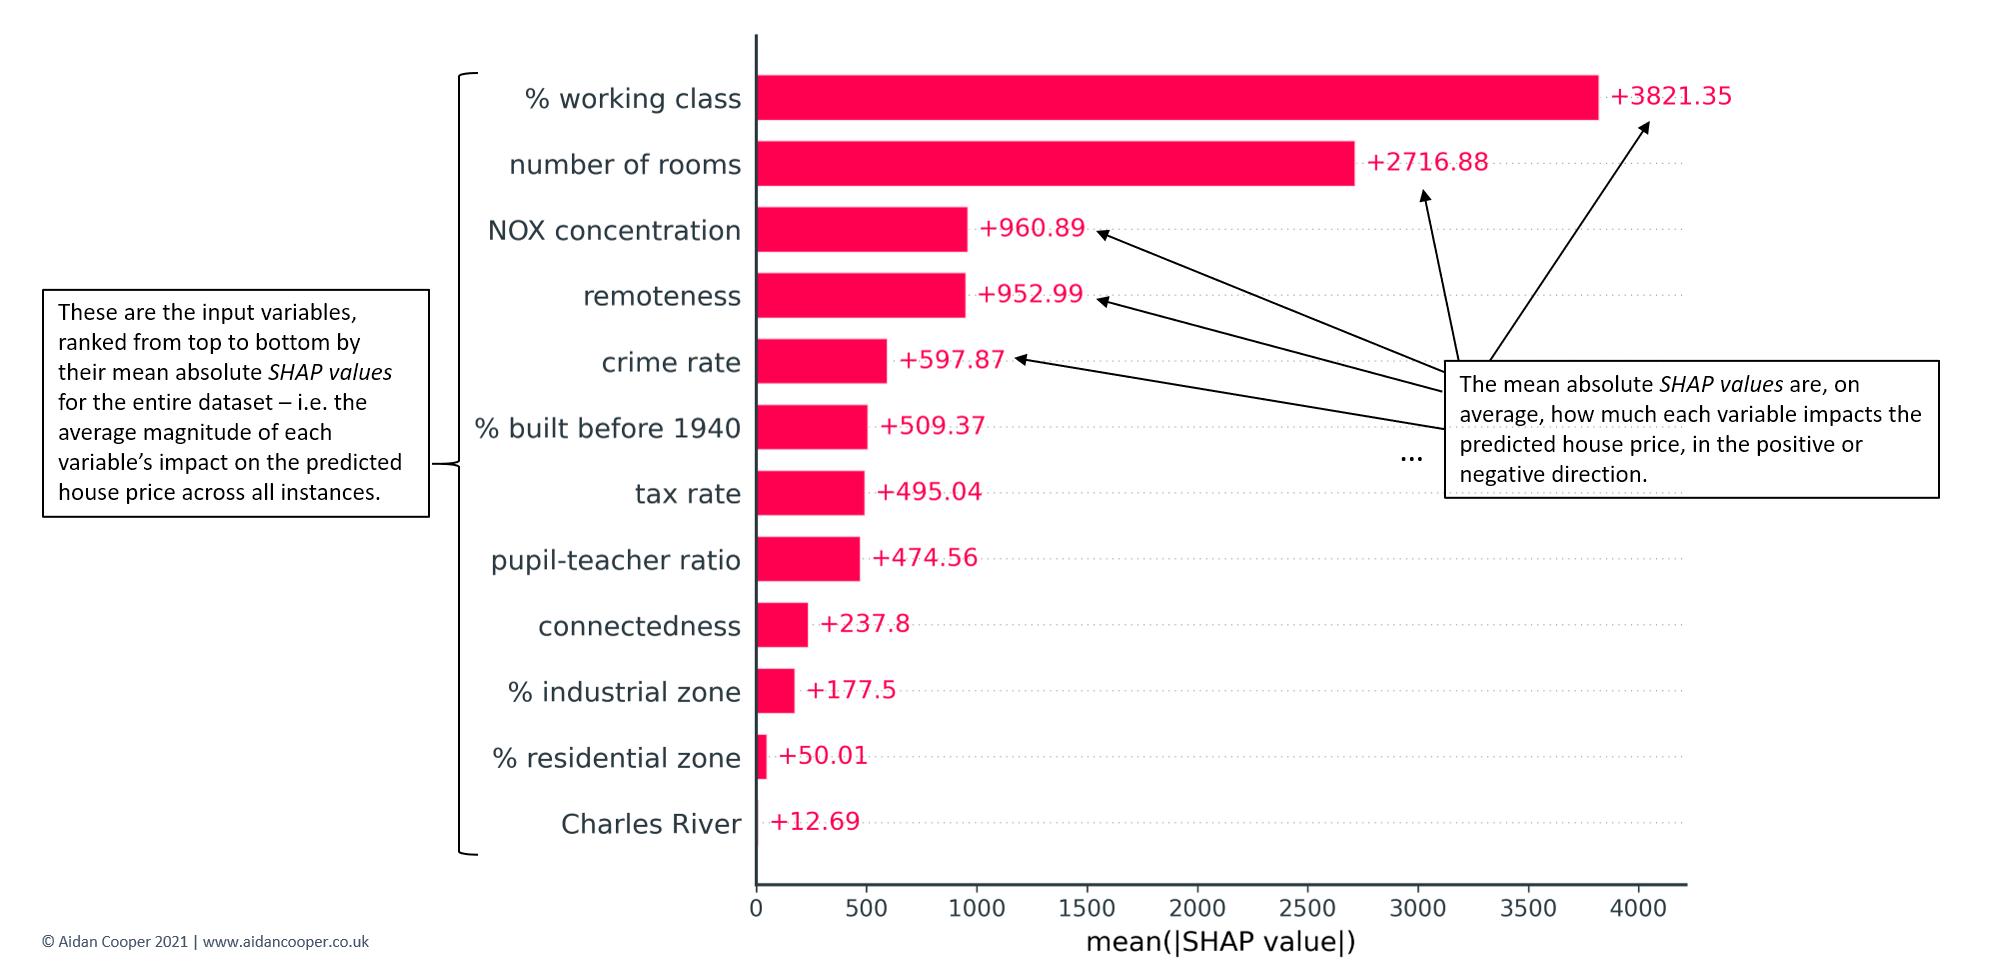 % working class
+3821.35
number of rooms
+2716.88
NOX concentration
+960.89
remoteness
+952.99
crime rate
+597.87
% built before 1940
+509.37
tax rate
+495.04
pupil-teacher ratio
+474.56
connectedness
+237.8
% industrial zone
+177.5
% residential zone
+50.01
Charles River
+12.69
0 500 1000 1500 2000 2500 3000 3500 4000
mean(|SHAP value|)
These are the input variables,
ranked from top to bottom by
their mean absolute SHAP values
for the entire dataset – i.e. the
average magnitude of each
variable’s impact on the predicted
house price across all instances.
The mean absolute SHAP values are, on
average, how much each variable impacts the
predicted house price, in the positive or
negative direction.
...
© Aidan Cooper 2021 | www.aidancooper.co.uk